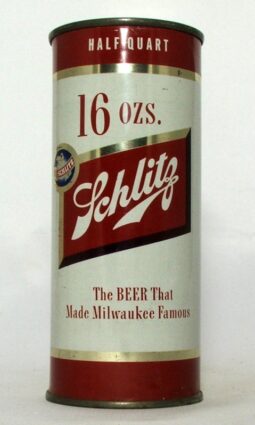 HALF QUART
16 OZS.
Schlitz
The BEER That
Made Milwaukee Famous